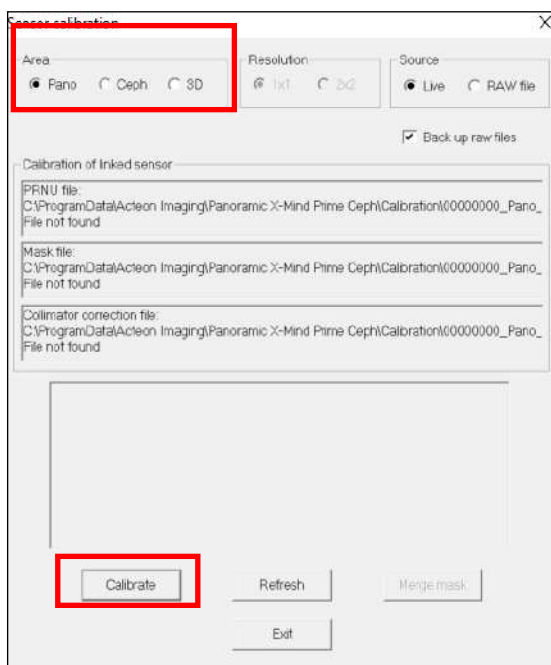 Sensor calibration
Area
Pano Ceph 3D
Resolution
1x1 2x2
Source
Live RAW file
Back up raw files
Calibration of linked sensor
PRNU file:
C:\ProgramData\Acteon Imaging\Panoramic X-Mind Prime Ceph\Calibration\00000000_Pano_
File not found
Mask file:
C:\ProgramData\Acteon Imaging\Panoramic X-Mind Prime Ceph\Calibration\00000000_Pano_
File not found
Collimator correction file:
C:\ProgramData\Acteon Imaging\Panoramic X-Mind Prime Ceph\Calibration\00000000_Pano_
File not found
Calibrate Refresh Merge mask
Exit